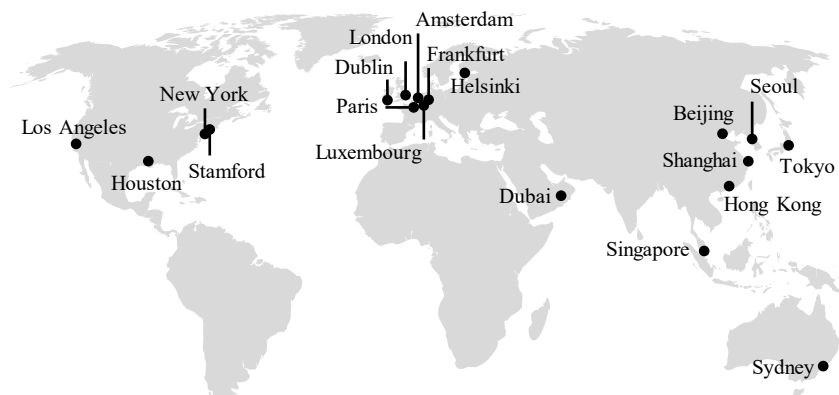 Amsterdam
London
Frankfurt
Dublin
Helsinki
Seoul
New York
Paris
Beijing
Los Angeles
Luxembourg
Shanghai
Tokyo
Stamford
Houston
Dubai
Hong Kong
Singapore
Sydney